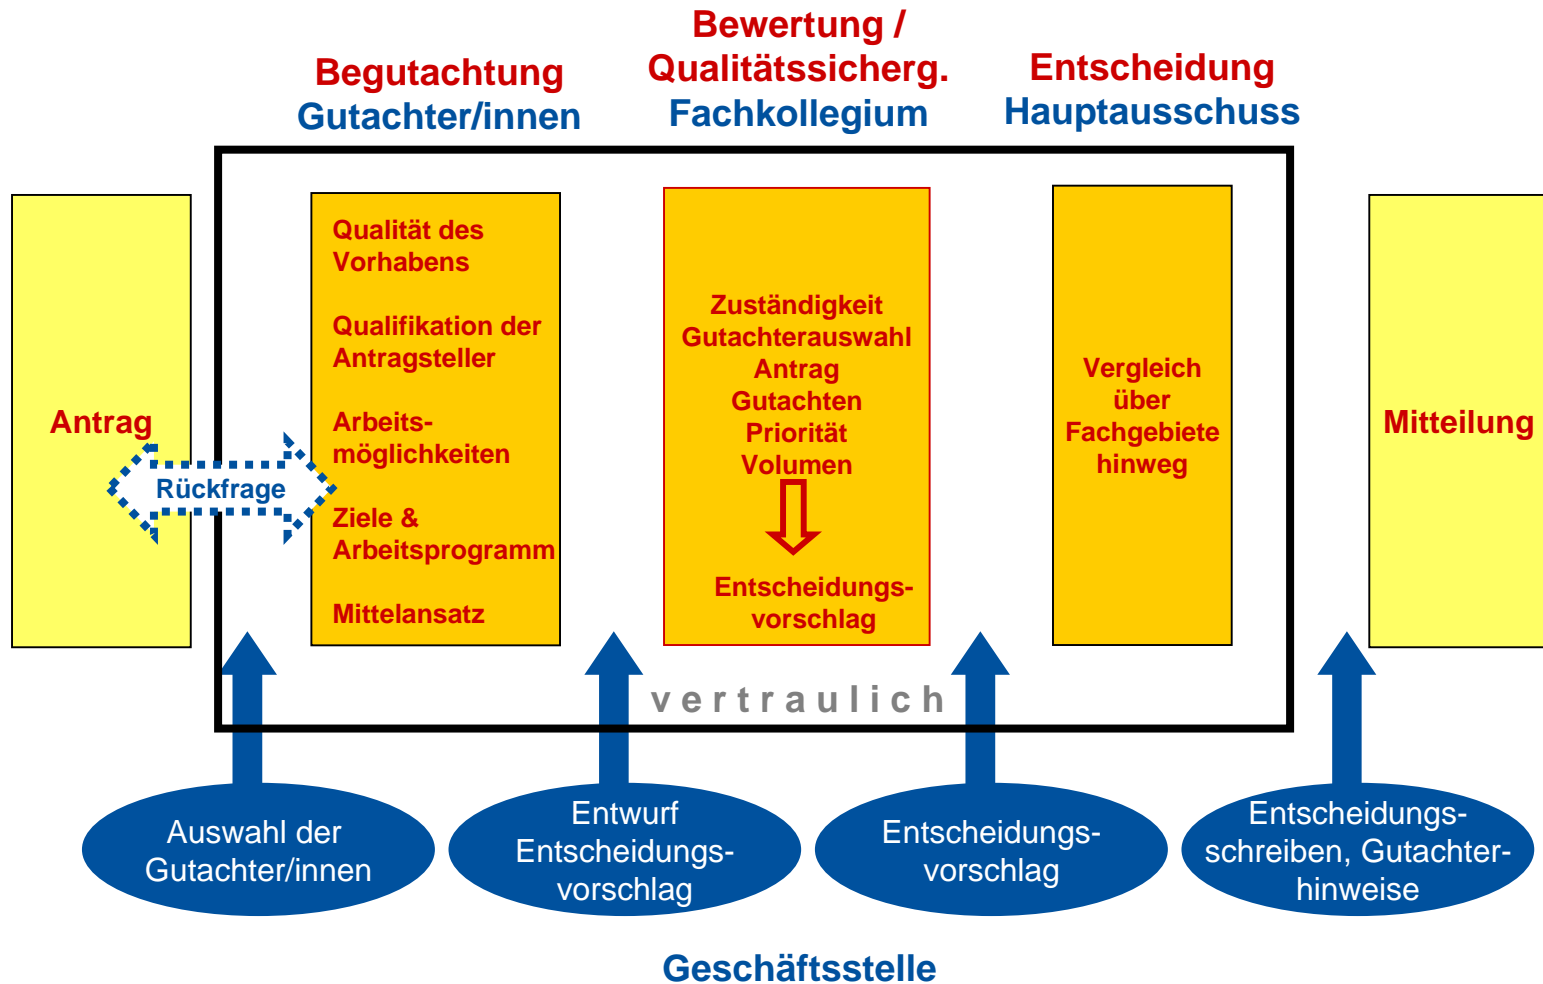 Begutachtung
Gutachter/innen
Bewertung /
Qualitätssicherg.
Fachkollegium
Entscheidung
Hauptausschuss
Antrag
Rückfrage
Qualität des
Vorhabens
Qualifikation der
Antragsteller
Arbeits-
möglichkeiten
Ziele &
Arbeitsprogramm
Mittelansatz
Zuständigkeit
Gutachterauswahl
Antrag
Gutachten
Priorität
Volumen
Entscheidungs-
vorschlag
Vergleich
über
Fachgebiete
hinweg
Mitteilung
vertraulich
Auswahl der
Gutachter/innen
Entwurf
Entscheidungs-
vorschlag
Entscheidungs-
vorschlag
Entscheidungs-
schreiben, Gutachter-
hinweise
Geschäftsstelle